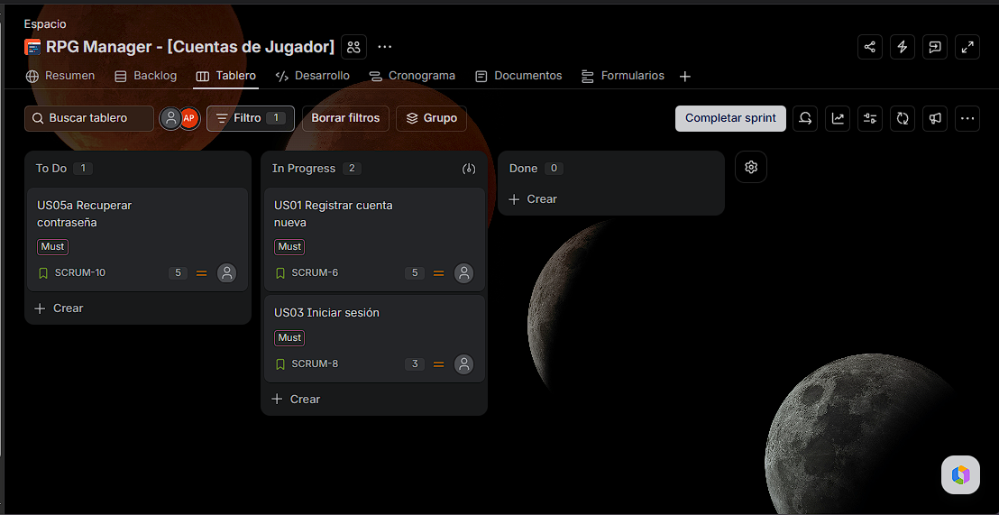 Espacio
RPG Manager - [Cuentas de Jugador]
Resumen
Backlog
Tablero
Desarrollo
Cronograma
Documentos
Formularios
Buscar tablero
AP
Filtro 1
Borrar filtros
Grupo
Completar sprint
To Do 1
US05a Recuperar
contraseña
Must
SCRUM-10 5
Crear
In Progress 2
US01 Registrar cuenta
nueva
Must
SCRUM-6 5
US03 Iniciar sesión
Must
SCRUM-8 3
Crear
Done 0
Crear